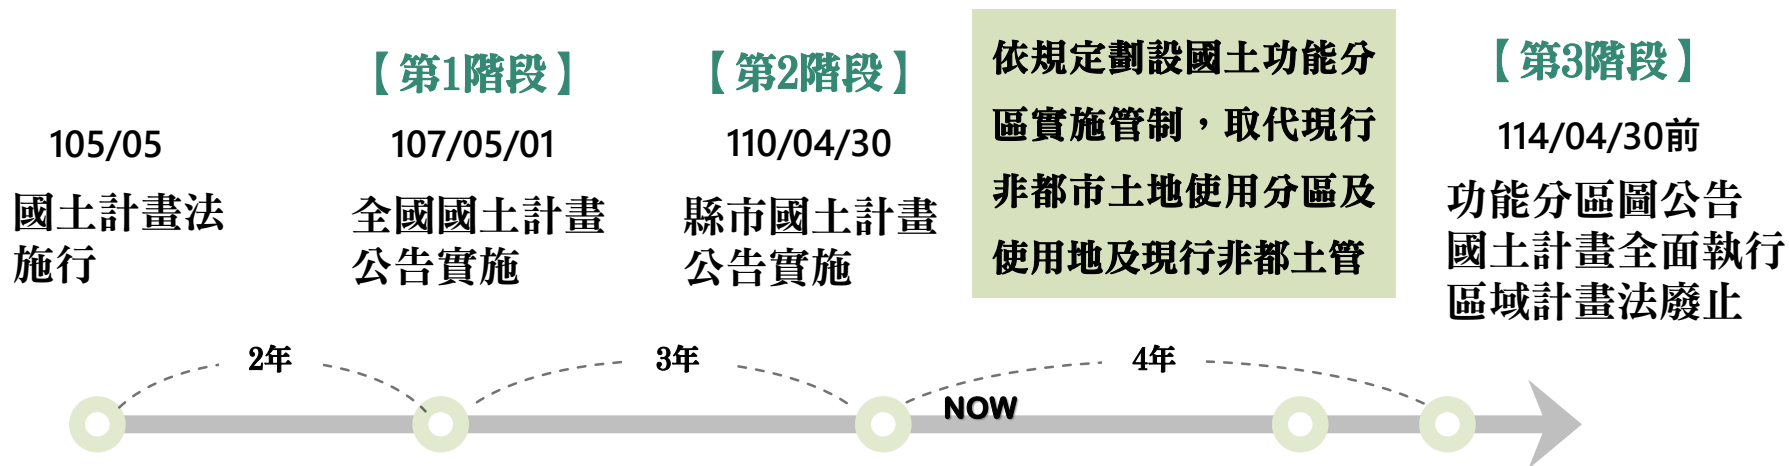 105/05
國土計畫法
施行
【第1階段】
107/05/01
全國國土計畫
公告實施
【第2階段】
110/04/30
縣市國土計畫
公告實施
依規定劃設國土功能分
區實施管制，取代現行
非都市土地使用分區及
使用地及現行非都土管
【第3階段】
114/04/30前
功能分區圖公告
國土計畫全面執行
區域計畫法廢止
2年
3年
4年
NOW